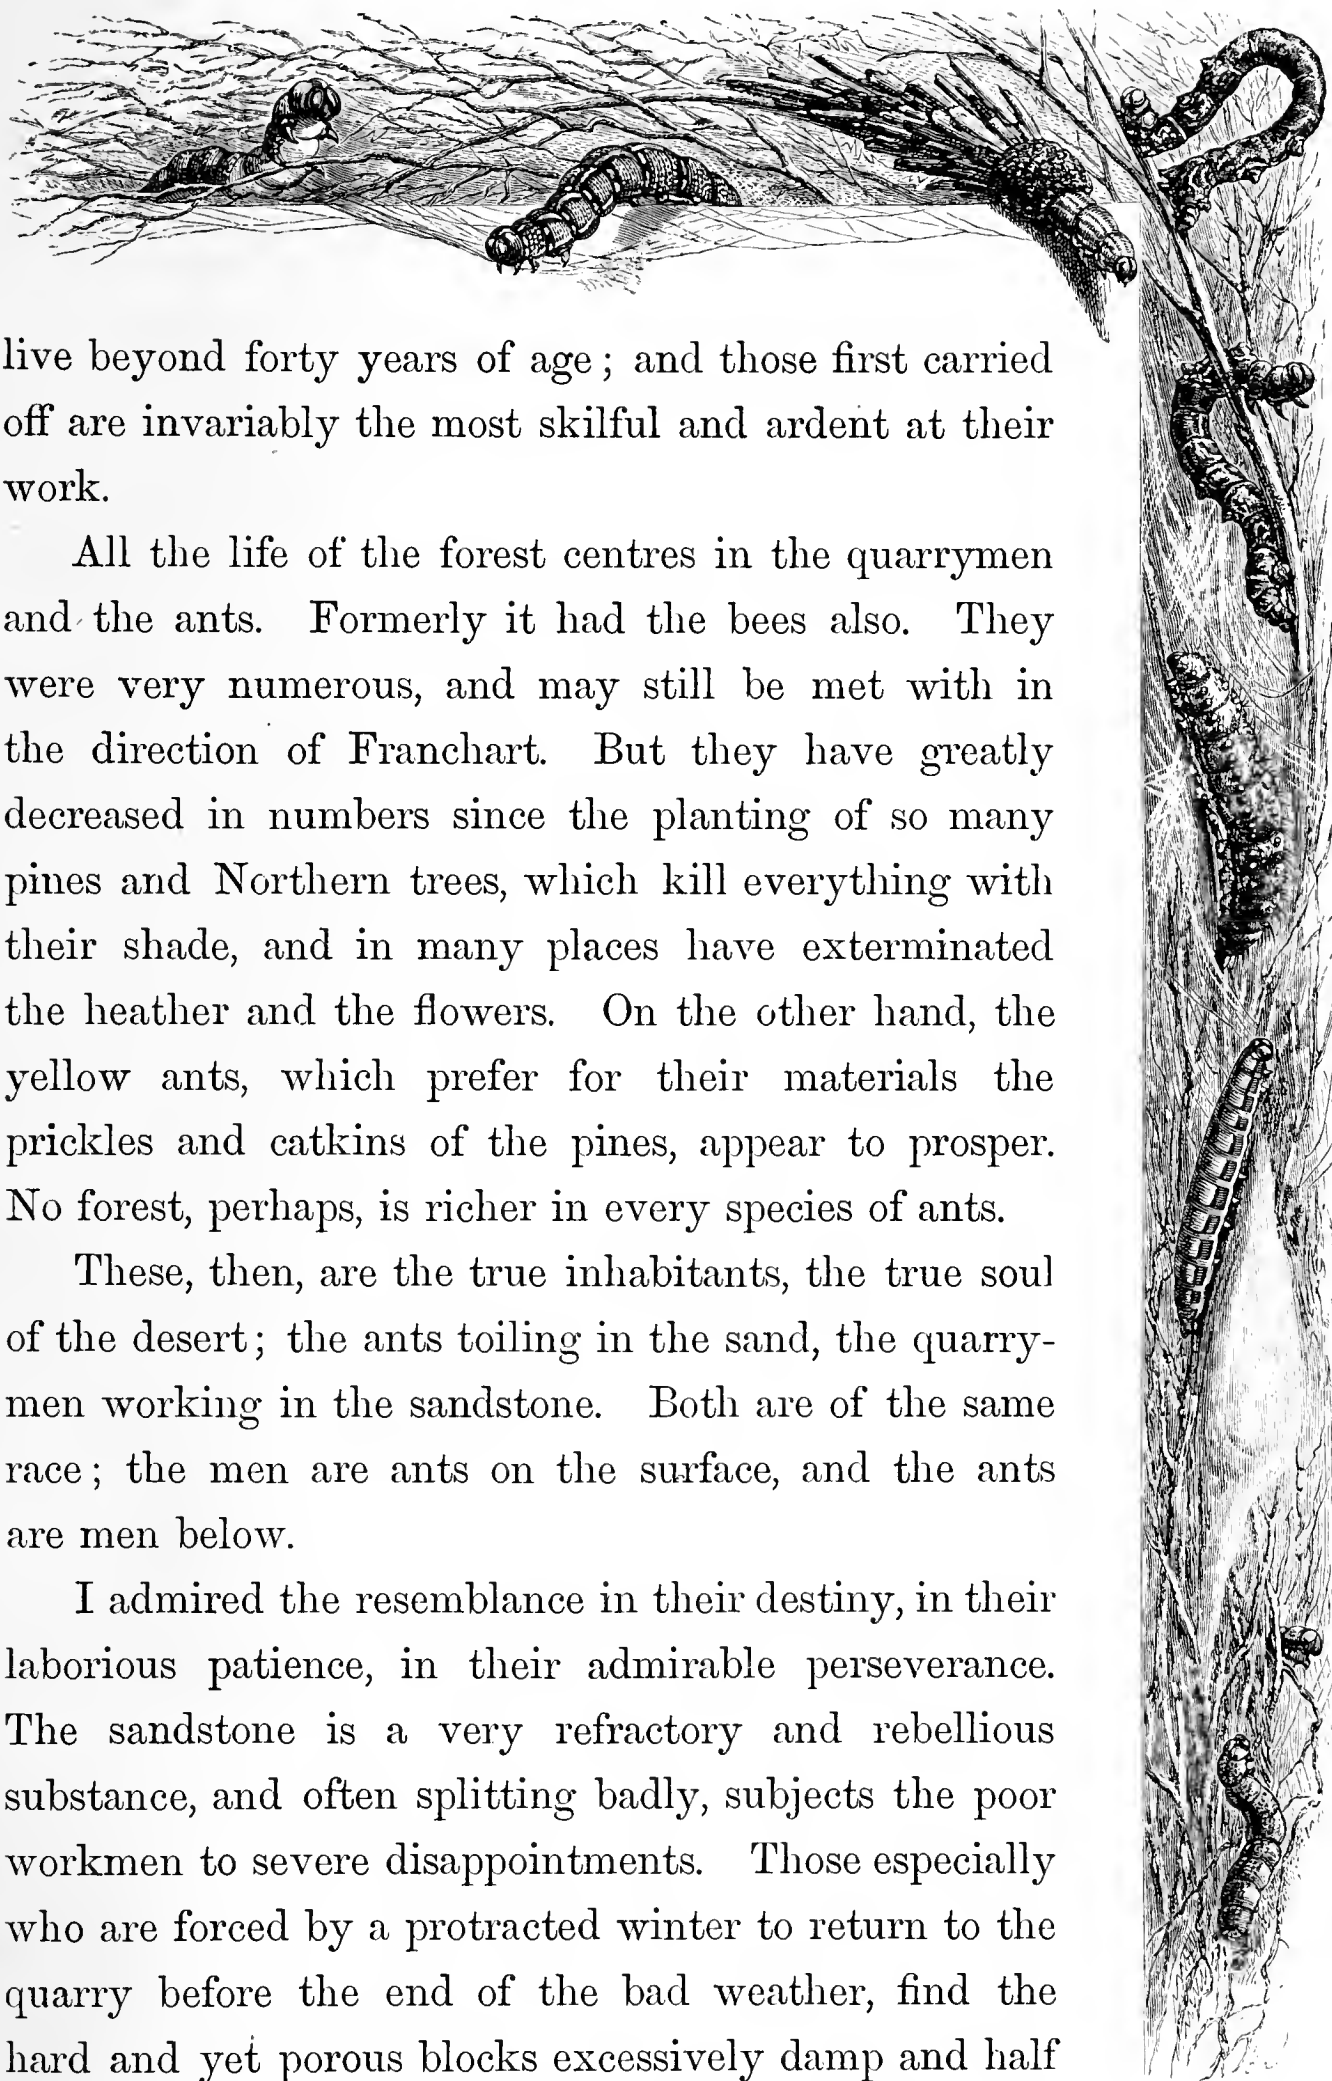 live beyond forty years of age; and those first carried
off are invariably the most skilful and ardent at their
work.
All the life of the forest centres in the quarrymen
and the ants. Formerly it had the bees also. They
were very numerous, and may still be met with in
the direction of Franchart. But they have greatly
decreased in numbers since the planting of so many
pines and Northern trees, which kill everything with
their shade, and in many places have exterminated
the heather and the flowers. On the other hand, the
yellow ants, which prefer for their materials the
prickles and catkins of the pines, appear to prosper.
No forest, perhaps, is richer in every species of ants.
These, then, are the true inhabitants, the true soul
of the desert; the ants toiling in the sand, the quarry-
men working in the sandstone. Both are of the same
race; the men are ants on the surface, and the ants
are men below.
I admired the resemblance in their destiny, in their
laborious patience, in their admirable perseverance.
The sandstone is a very refractory and rebellious
substance, and often splitting badly, subjects the poor
workmen to severe disappointments. Those especially
who are forced by a protracted winter to return to the
quarry before the end of the bad weather, find the
hard and yet porous blocks excessively damp and half